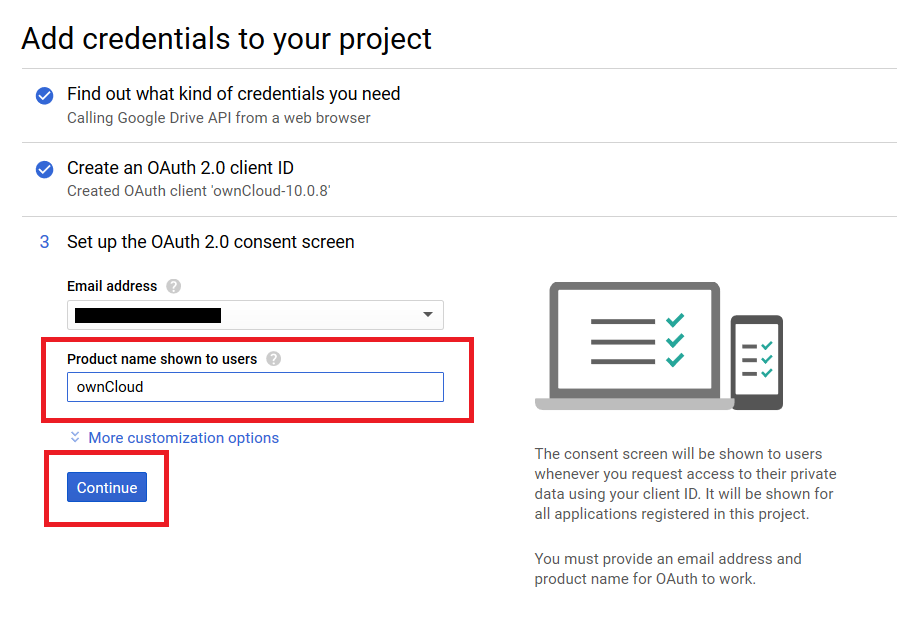 Add credentials to your project
Find out what kind of credentials you need
Calling Google Drive API from a web browser
Create an OAuth 2.0 client ID
Created OAuth client 'ownCloud-10.0.8'
3 Set up the OAuth 2.0 consent screen
Email address ?
Product name shown to users ?
ownCloud
More customization options
Continue
The consent screen will be shown to users
whenever you request access to their private
data using your client ID. It will be shown for
all applications registered in this project.
You must provide an email address and
product name for OAuth to work.